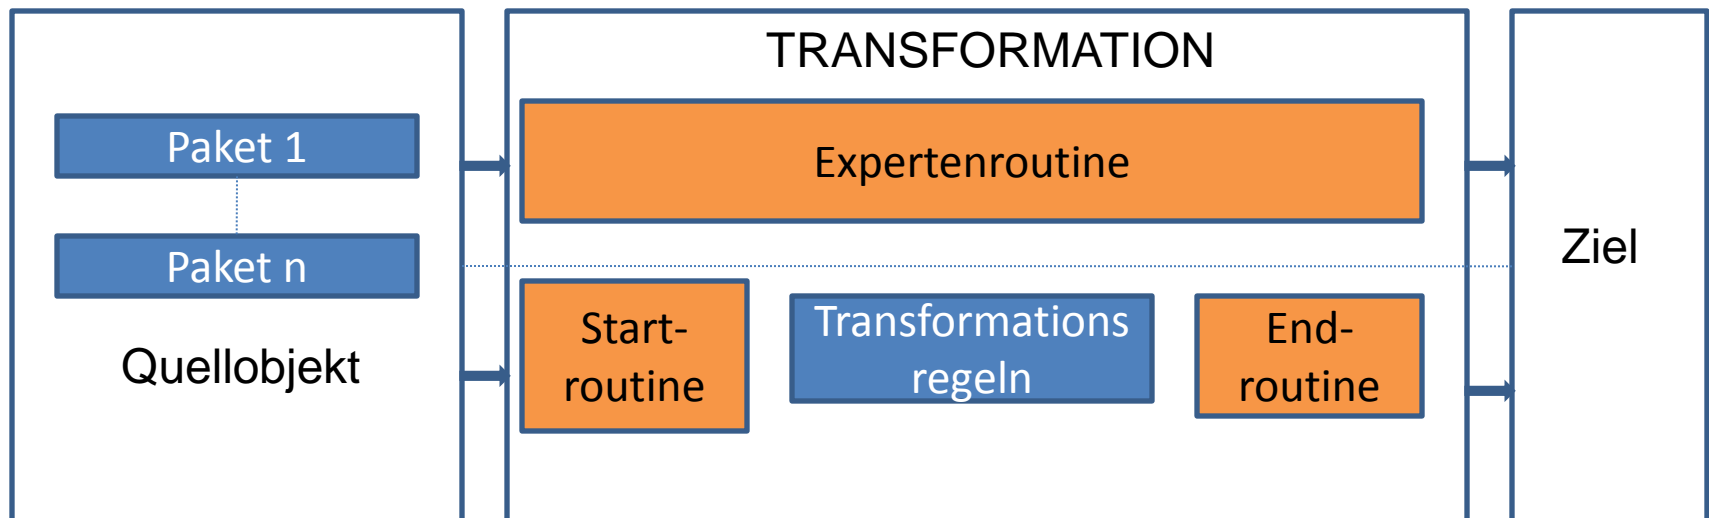 TRANSFORMATION
Paket 1
Expertenroutine
Paket n
Ziel
Quellobjekt
Start-
routine
Transformations
regeln
End-
routine